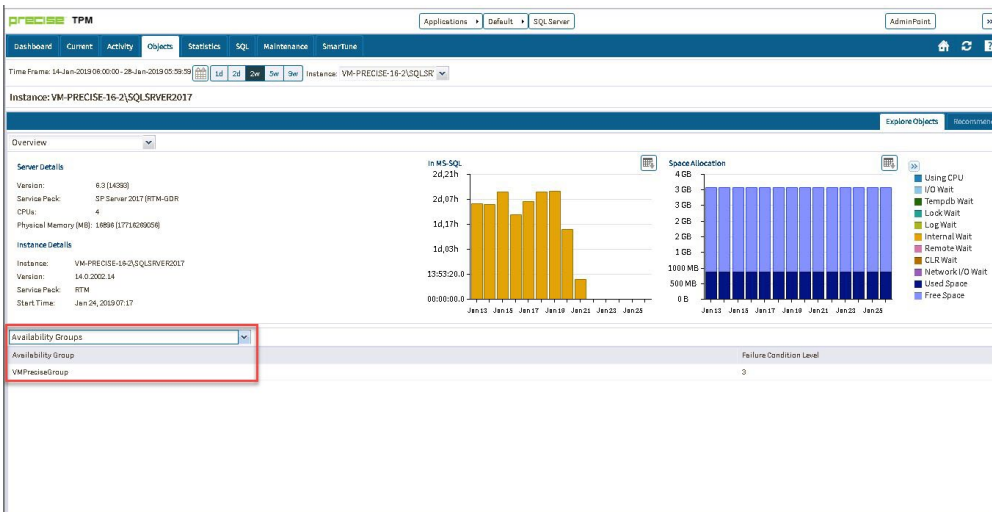 precise TPM
Applications Default SQL Server
AdminPoint
Dashboard Current Activity Objects Statistics SQL Maintenance SmarTune
Time Frame: 14-Jan-2019 06:00:00 - 28-Jan-2019 05:59:59 1d 2d 2w 5w 9w Instance: VM-PRECISE-16-2\SQLSR
Instance: VM-PRECISE-16-2\SQLSRVER2017
Explore Objects Recommen
Overview
Server Details
Version: 6.3 (14393)
Service Pack: SP Server 2017 (RTM-GDR
CPUs: 4
Physical Memory (MB): 16896 (17716269056)
Instance Details
Instance: VM-PRECISE-16-2\SQLSRVER2017
Version: 14.0.2002.14
Service Pack: RTM
Start Time: Jan 24, 2019 07:17
In MS-SQL
2d,21h
2d,07h
1d,17h
1d,03h
13:53:20.0
00:00:00.0
Jan 13 Jan 15 Jan 17 Jan 19 Jan 21 Jan 23 Jan 25
Space Allocation
4 GB
3 GB
3 GB
2 GB
2 GB
1 GB
1000 MB
500 MB
0 B
Jan 13 Jan 15 Jan 17 Jan 19 Jan 21 Jan 23 Jan 25
Using CPU
I/O Wait
Tempdb Wait
Lock Wait
Log Wait
Internal Wait
Remote Wait
CLR Wait
Network I/O Wait
Used Space
Free Space
Availability Groups
Availability Group Failure Condition Level
VMPreciseGroup 3